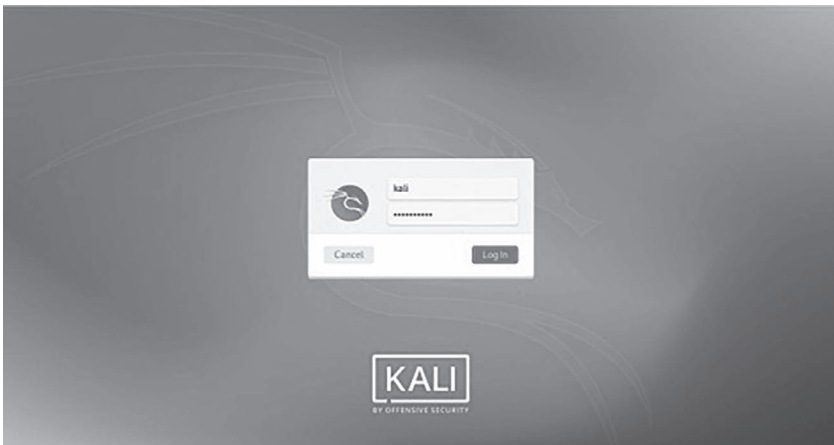 kali
••••••••••
Cancel
Log In
KALI
BY OFFENSIVE SECURITY